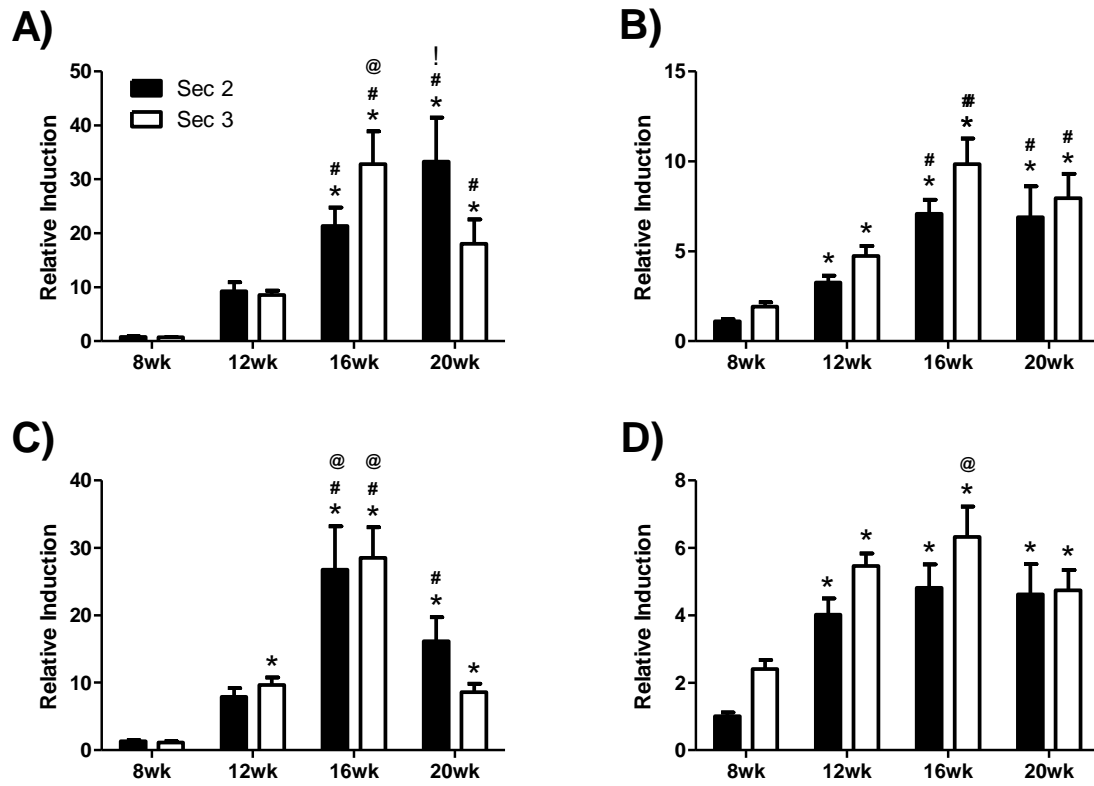 A)
!
@ #
# # *
# * #
* *
50
40
30
20
10
0
Relative Induction
Sec 2
Sec 3
8wk 12wk 16wk 20wk
B)
##
# * # #
* * *
* *
15
10
5
0
Relative Induction
8wk 12wk 16wk 20wk
C)
@ @
# #
* * #
* * *
40
30
20
10
0
Relative Induction
8wk 12wk 16wk 20wk
D)
@
*
* * * * *
8
6
4
2
0
Relative Induction
8wk 12wk 16wk 20wk